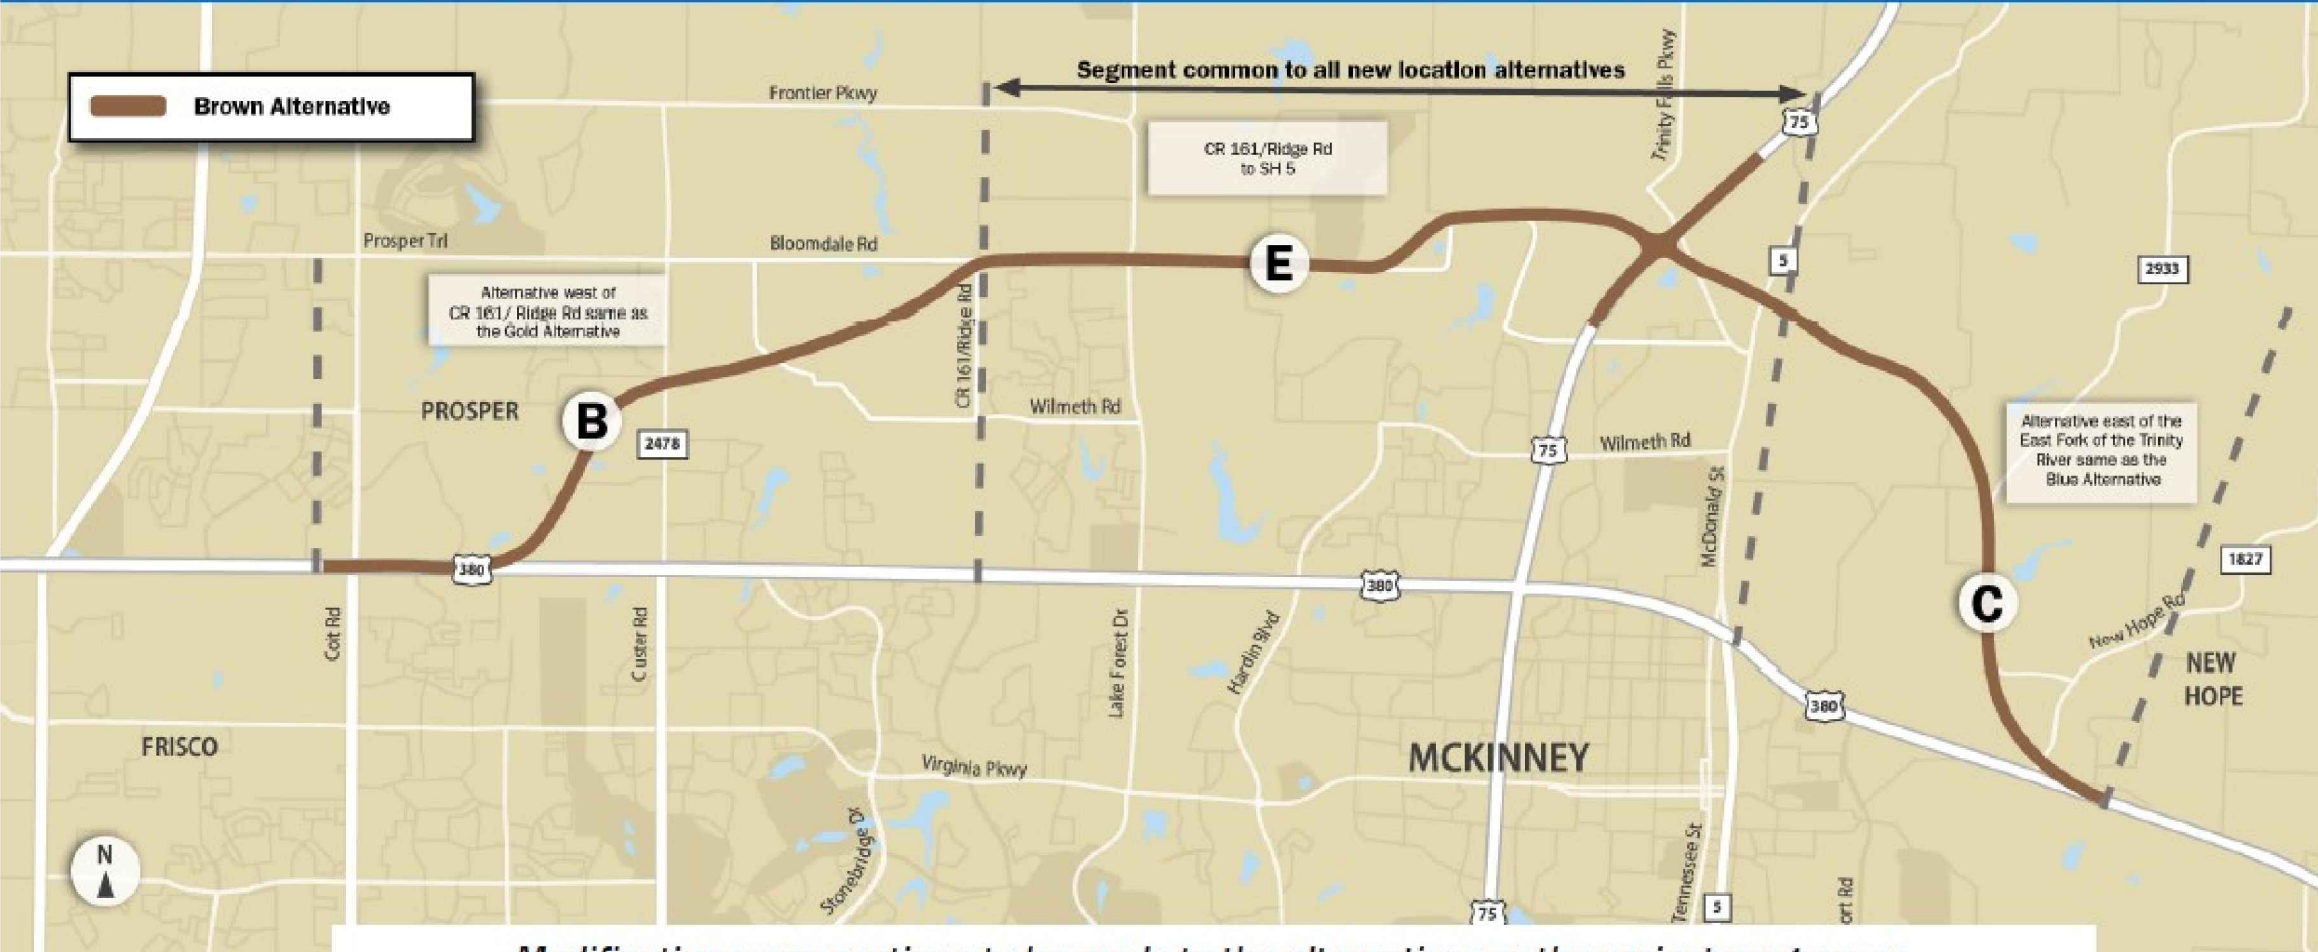 Segment common to all new location alternatives
Brown Alternative
Frontier Pkwy
Trinity Falls Pkwy
75
CR 161/Ridge Rd
to SH 5
Prosper Trl
Bloomdale Rd
E
5
2933
Alternative west of
CR 161/ Ridge Rd same as
the Gold Alternative
CR 161/Ridge Rd
PROSPER
B
2478
Wilmeth Rd
75
Wilmeth Rd
Alternative east of the
East Fork of the Trinity
River same as the
Blue Alternative
McDonald St
380
380
1827
C
New Hope Rd
Coit Rd
Custer Rd
Lake Forest Dr
Hardin Blvd
NEW
HOPE
380
FRISCO
MCKINNEY
Virginia Pkwy
Stonebridge Dr
Tennessee St
N
75
5
ort Rd